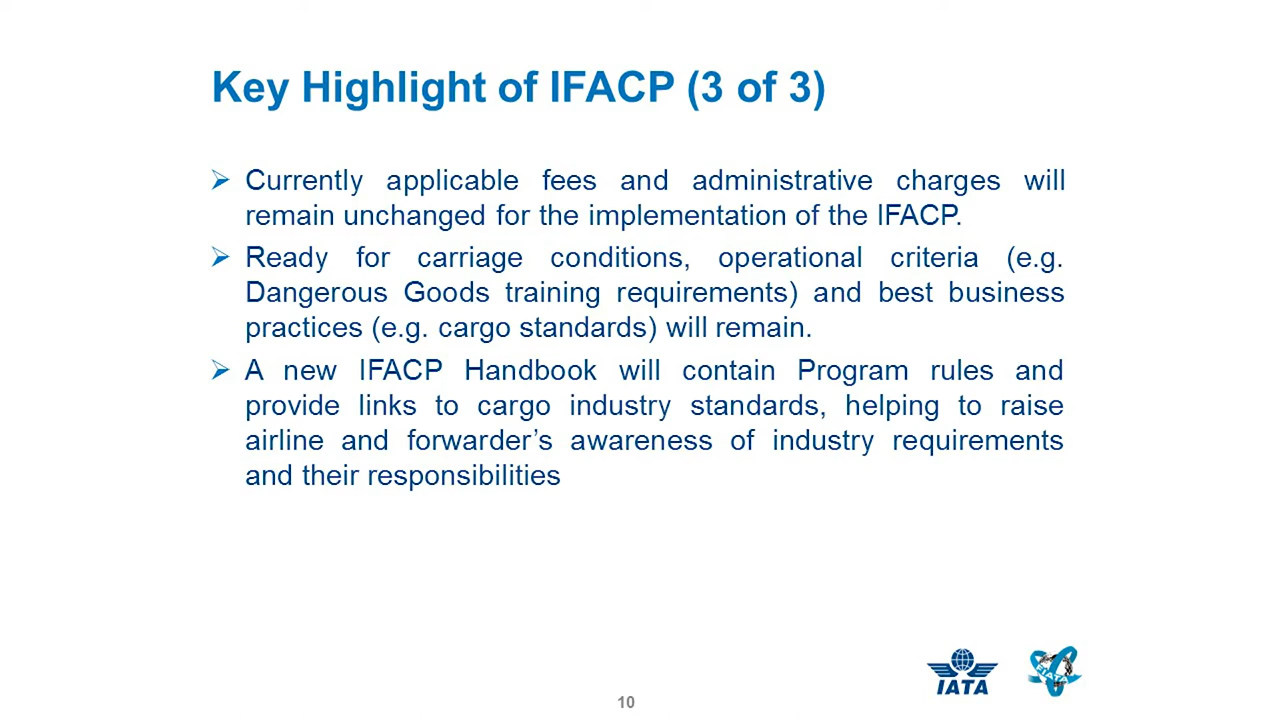 Key Highlight of IFACP (3 of 3)
Currently applicable fees and administrative charges will
remain unchanged for the implementation of the IFACP.
Ready for carriage conditions, operational criteria (e.g.
Dangerous Goods training requirements) and best business
practices (e.g. cargo standards) will remain.
A new IFACP Handbook will contain Program rules and
provide links to cargo industry standards, helping to raise
airline and forwarder’s awareness of industry requirements
and their responsibilities
IATA
FIATA
10